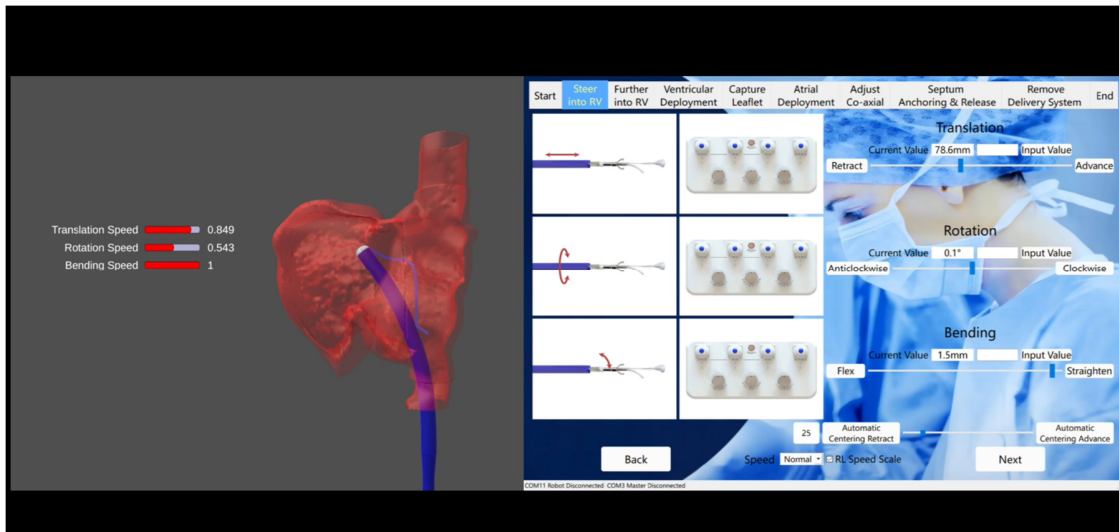 Translation Speed 0.849
Rotation Speed 0.543
Bending Speed 1
Start
Steer
into RV
Further
into RV
Ventricular
Deployment
Capture
Leaflet
Atrial
Deployment
Adjust
Co-axial
Septum
Anchoring & Release
Remove
Delivery System
End
Translation
Current Value 78.6mm Input Value
Retract Advance
Rotation
Current Value 0.1° Input Value
Anticlockwise Clockwise
Bending
Current Value 1.5mm Input Value
Flex Straighten
25
Automatic
Centering Retract
Automatic
Centering Advance
Back
Speed Normal RL Speed Scale
Next
COM11 Robot Disconnected COM3 Master Disconnected